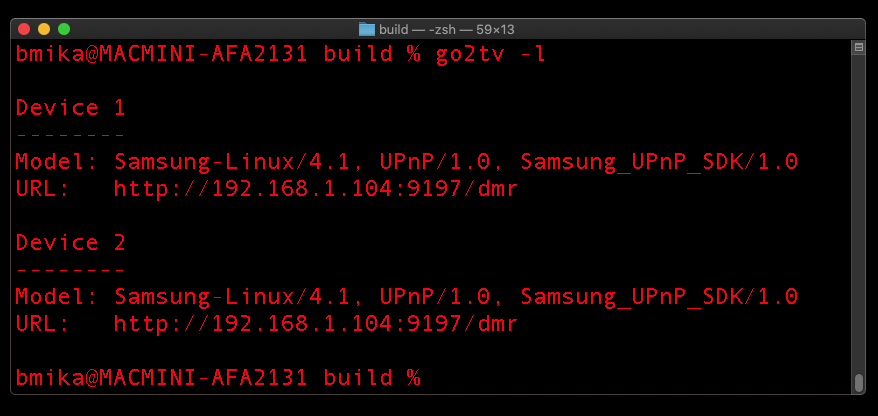 build — -zsh — 59×13
bmika@MACMINI-AFA2131 build % go2tv -l
Device 1
--------
Model: Samsung-Linux/4.1, UPnP/1.0, Samsung_UPnP_SDK/1.0
URL:   http://192.168.1.104:9197/dmr
Device 2
--------
Model: Samsung-Linux/4.1, UPnP/1.0, Samsung_UPnP_SDK/1.0
URL:   http://192.168.1.104:9197/dmr
bmika@MACMINI-AFA2131 build %